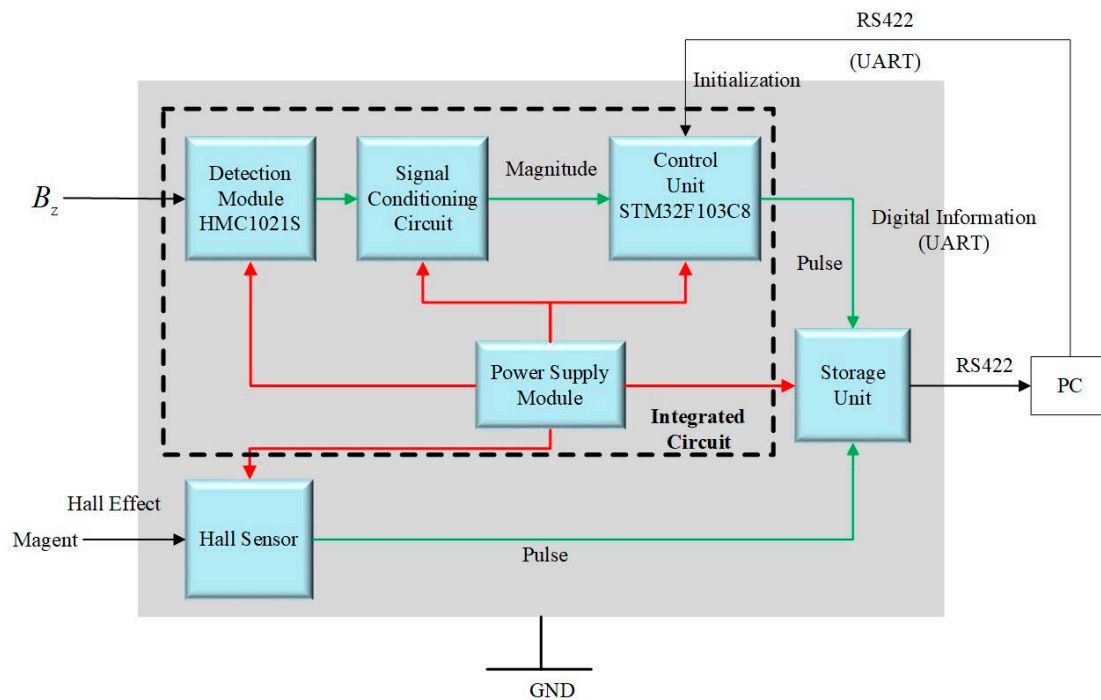 RS422
(UART)
Initialization
Detection
Module
HMC1021S
Signal
Conditioning
Circuit
Magnitude
Control
Unit
STM32F103C8
Bz
Digital Information
(UART)
Pulse
Power Supply
Module
Storage
Unit
RS422
PC
Integrated
Circuit
Hall Effect
Magent
Hall Sensor
Pulse
GND